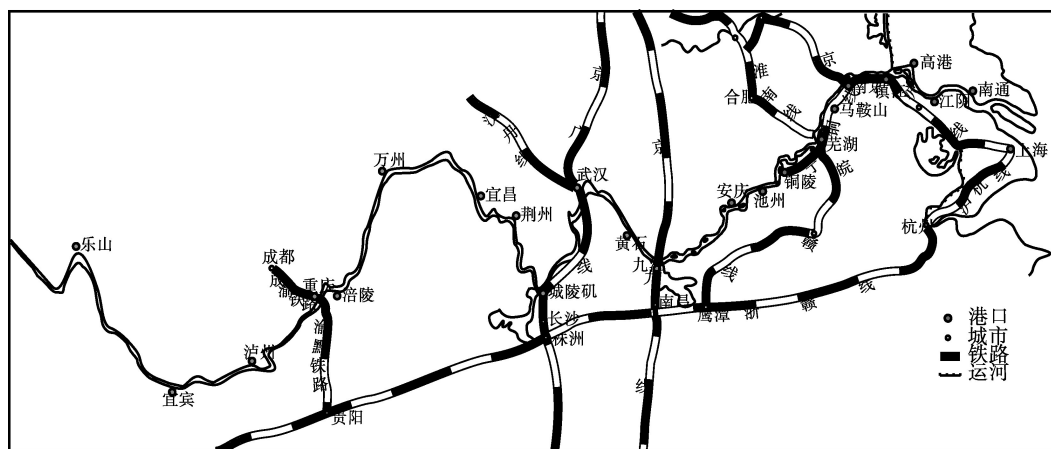 高港
京
淮
南
线
合肥
南京
镇江
江阴
南通
马鞍山
芜湖
线
上海
沪杭线
杭州
皖
赣
线
铜陵
池州
安庆
京
九
线
京
广
线
汉丹线
武汉
黄石
九江
南昌
鹰潭
浙
赣
线
万州
宜昌
荆州
城陵矶
长沙
株洲
乐山
成都
成渝铁路
重庆
涪陵
渝黔铁路
泸州
宜宾
贵阳
港口
城市
铁路
运河